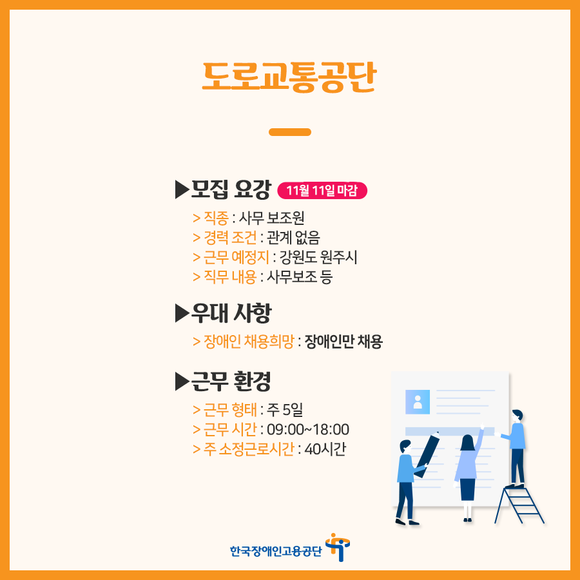 도로교통공단
▶모집 요강 11월 11일 마감
> 직종 : 사무 보조원
> 경력 조건 : 관계 없음
> 근무 예정지 : 강원도 원주시
> 직무 내용 : 사무보조 등
▶우대 사항
> 장애인 채용희망 : 장애인만 채용
▶근무 환경
> 근무 형태 : 주 5일
> 근무 시간 : 09:00~18:00
> 주 소정근로시간 : 40시간
한국장애인고용공단